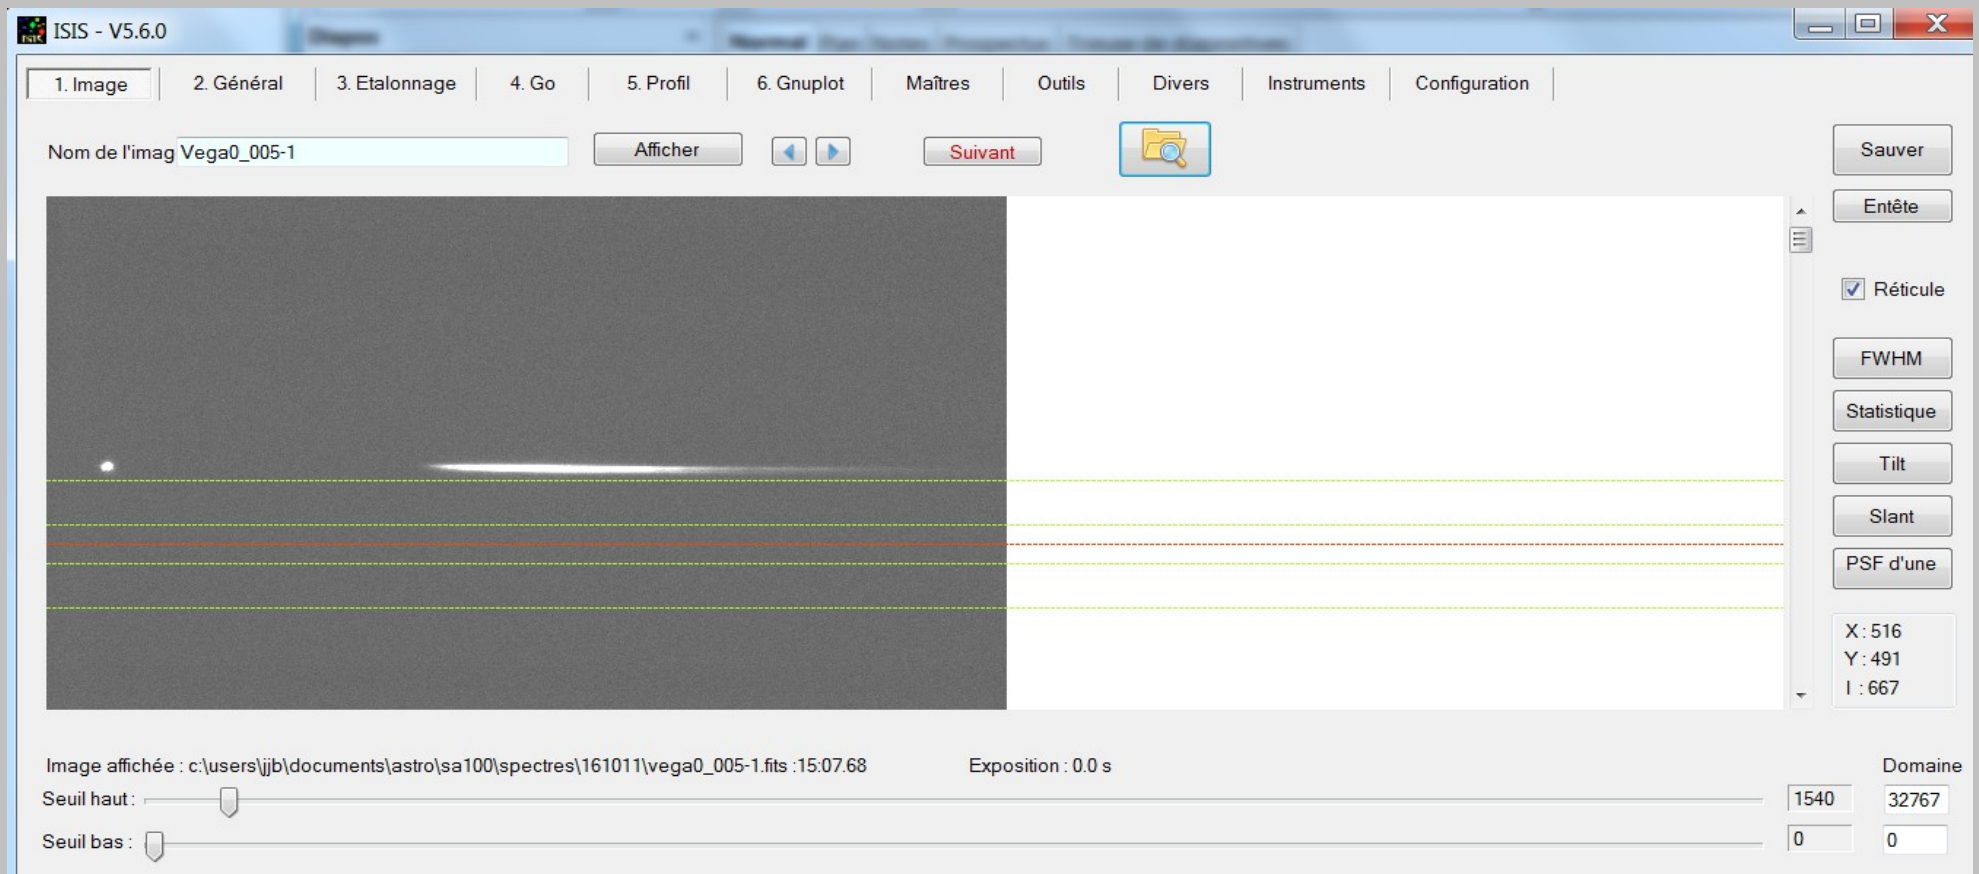 ISIS - V5.6.0
1. Image 2. Général 3. Etalonnage 4. Go 5. Profil 6. Gnuplot Maîtres Outils Divers Instruments Configuration
Nom de l'imag Vega0_005-1 Afficher Suivant Sauver
Entête
Réticule
FWHM
Statistique
Tilt
Slant
PSF d'une
X : 516
Y : 491
I : 667
Image affichée : c:\users\jjb\documents\astro\sa100\spectres\161011\vega0_005-1.fits :15:07.68 Exposition : 0.0 s Domaine
Seuil haut : 1540 32767
Seuil bas : 0 0